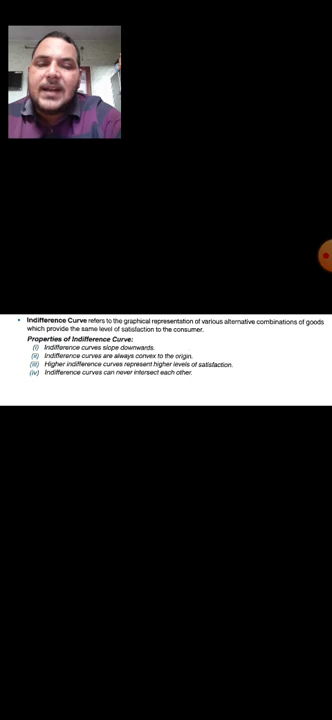 • Indifference Curve refers to the graphical representation of various alternative combinations of goods
which provide the same level of satisfaction to the consumer.
Properties of Indifference Curve:
(i) Indifference curves slope downwards.
(ii) Indifference curves are always convex to the origin.
(iii) Higher indifference curves represent higher levels of satisfaction.
(iv) Indifference curves can never intersect each other.